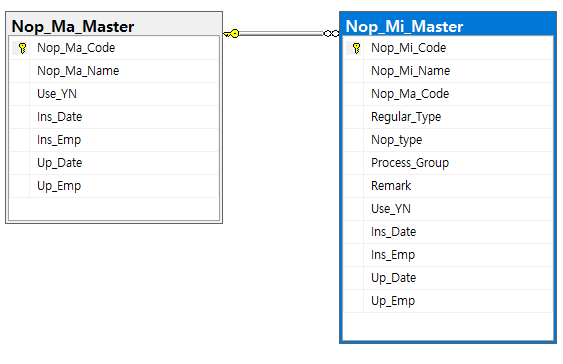 Nop_Ma_Master
Nop_Ma_Code
Nop_Ma_Name
Use_YN
Ins_Date
Ins_Emp
Up_Date
Up_Emp
Nop_Mi_Master
Nop_Mi_Code
Nop_Mi_Name
Nop_Ma_Code
Regular_Type
Nop_type
Process_Group
Remark
Use_YN
Ins_Date
Ins_Emp
Up_Date
Up_Emp